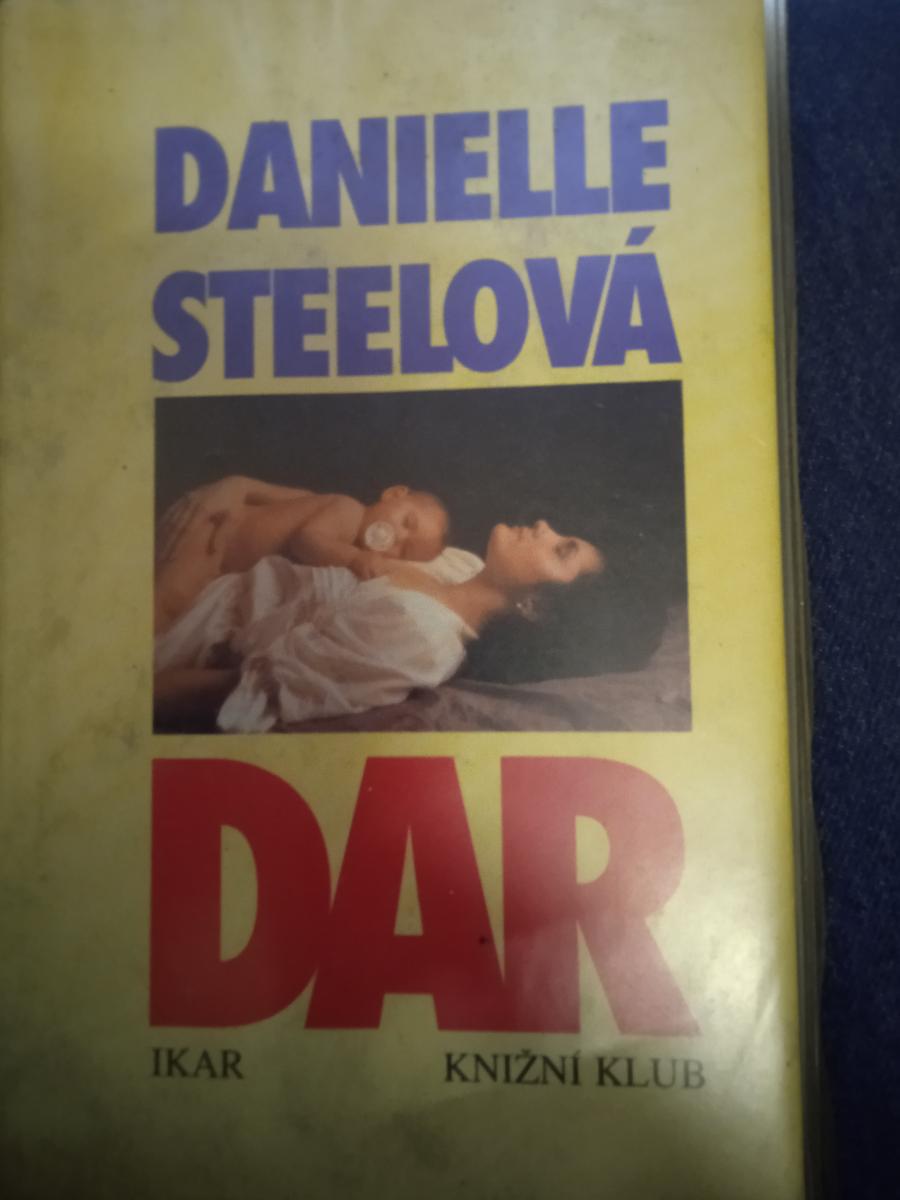 DANIELLE
STEELOVÁ
DAR
IKAR KNIŽNÍ KLUB